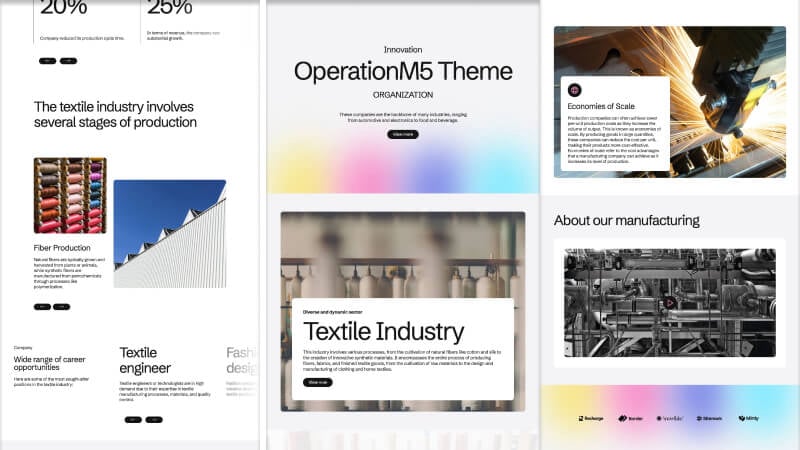 20%
25%
Company reduced its production cycle time.
In terms of revenue, the company can
substantial growth.
The textile industry involves
several stages of production
Fiber Production
Natural fibers are typically grown and
harvested from plants or animals,
while synthetic fibers are
manufactured from petrochemicals
through processes like
polymerization.
Company
Wide range of career
opportunities
Here are some of the most sought-after
positions in the textile industry:
Textile
engineer
Textile engineers or technologists are in high
demand due to their expertise in textile
manufacturing processes, materials, and quality
control.
Fashi
desig
Innovation
OperationM5 Theme
ORGANIZATION
These companies are the backbone of many industries, ranging
from automotive and electronics to food and beverage.
View more
Diverse and dynamic sector
Textile Industry
This industry involves various processes, from the cultivation of natural fibers like cotton and silk to
the creation of innovative synthetic materials. It encompasses the entire process of producing
fibers, fabrics, and finished textile goods, from the cultivation of raw materials to the design and
manufacturing of clothing and home textiles.
View more
Economies of Scale
Production companies can often achieve lower
per-unit production costs as they increase the
volume of output. This is known as economies of
scale. By producing goods in large quantities,
these companies can reduce the cost per unit,
making their products more cost-effective.
Economies of scale refer to the cost advantages
that a manufacturing company can achieve as it
increases its level of production.
About our manufacturing
Recharge
Border
Ethereum
Minty